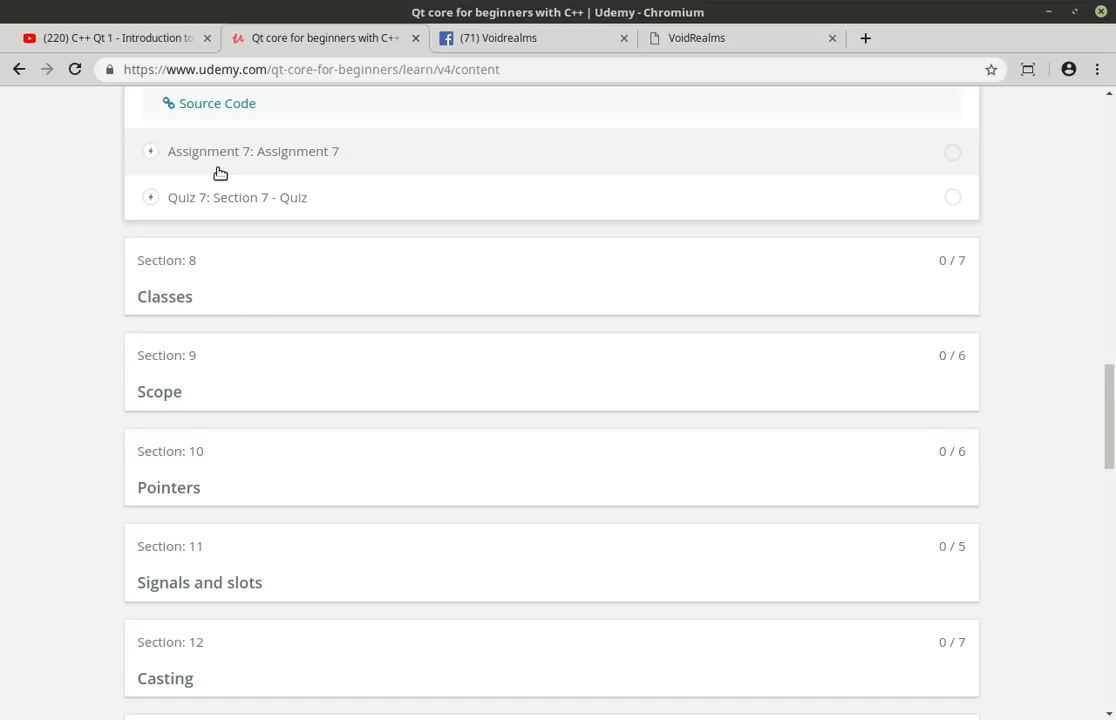 Qt core for beginners with C++ | Udemy - Chromium
(220) C++ Qt 1 - Introduction to
Qt core for beginners with C++
(71) Voidrealms
VoidRealms
https://www.udemy.com/qt-core-for-beginners/learn/v4/content
Source Code
Assignment 7: Assignment 7
Quiz 7: Section 7 - Quiz
Section: 8 0 / 7
Classes
Section: 9 0 / 6
Scope
Section: 10 0 / 6
Pointers
Section: 11 0 / 5
Signals and slots
Section: 12 0 / 7
Casting